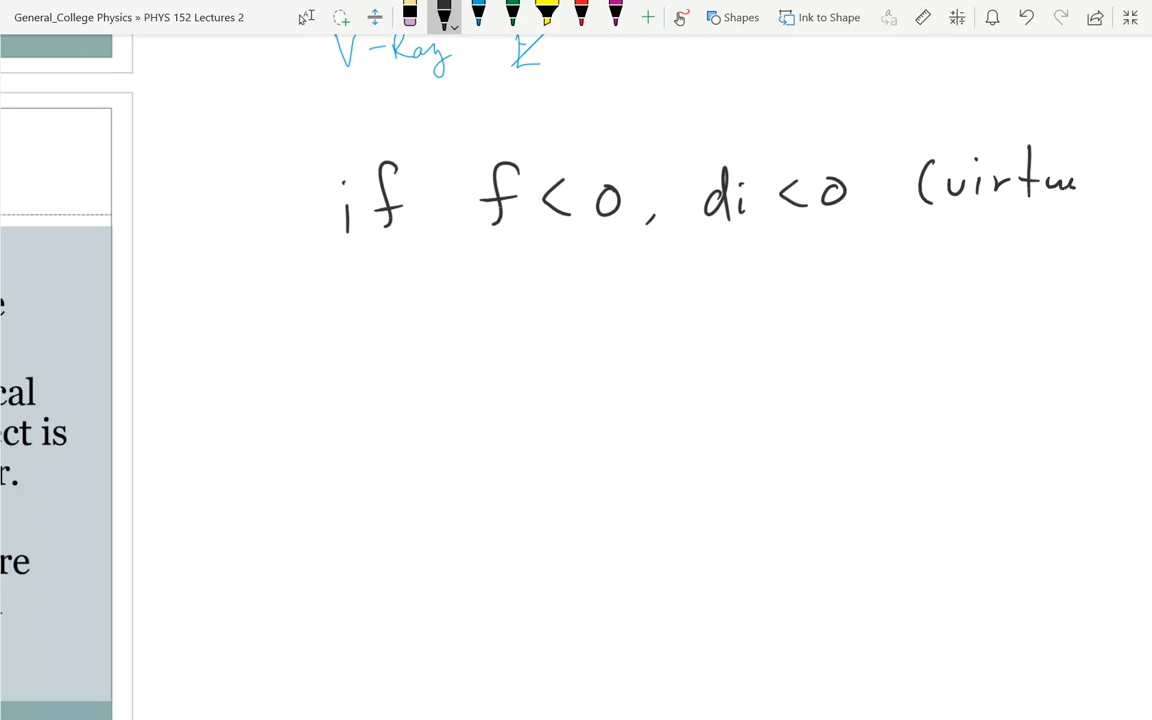 General_College Physics » PHYS 152 Lectures 2
Shapes
Ink to Shape
V-Ray
if f < 0, di < 0 (virtu
e
cal
ct is
r.
re